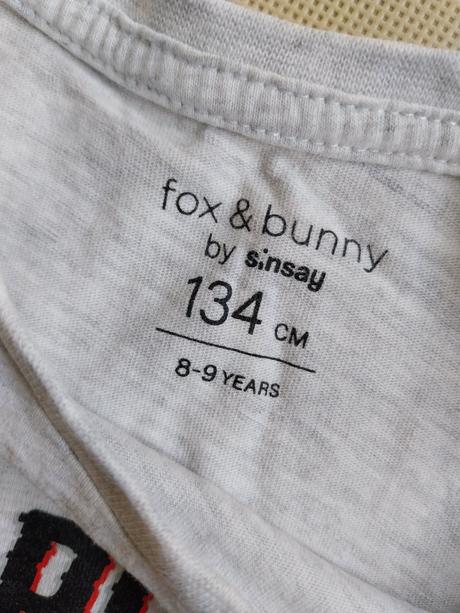 fox & bunny
by sinsay
134 CM
8-9 YEARS